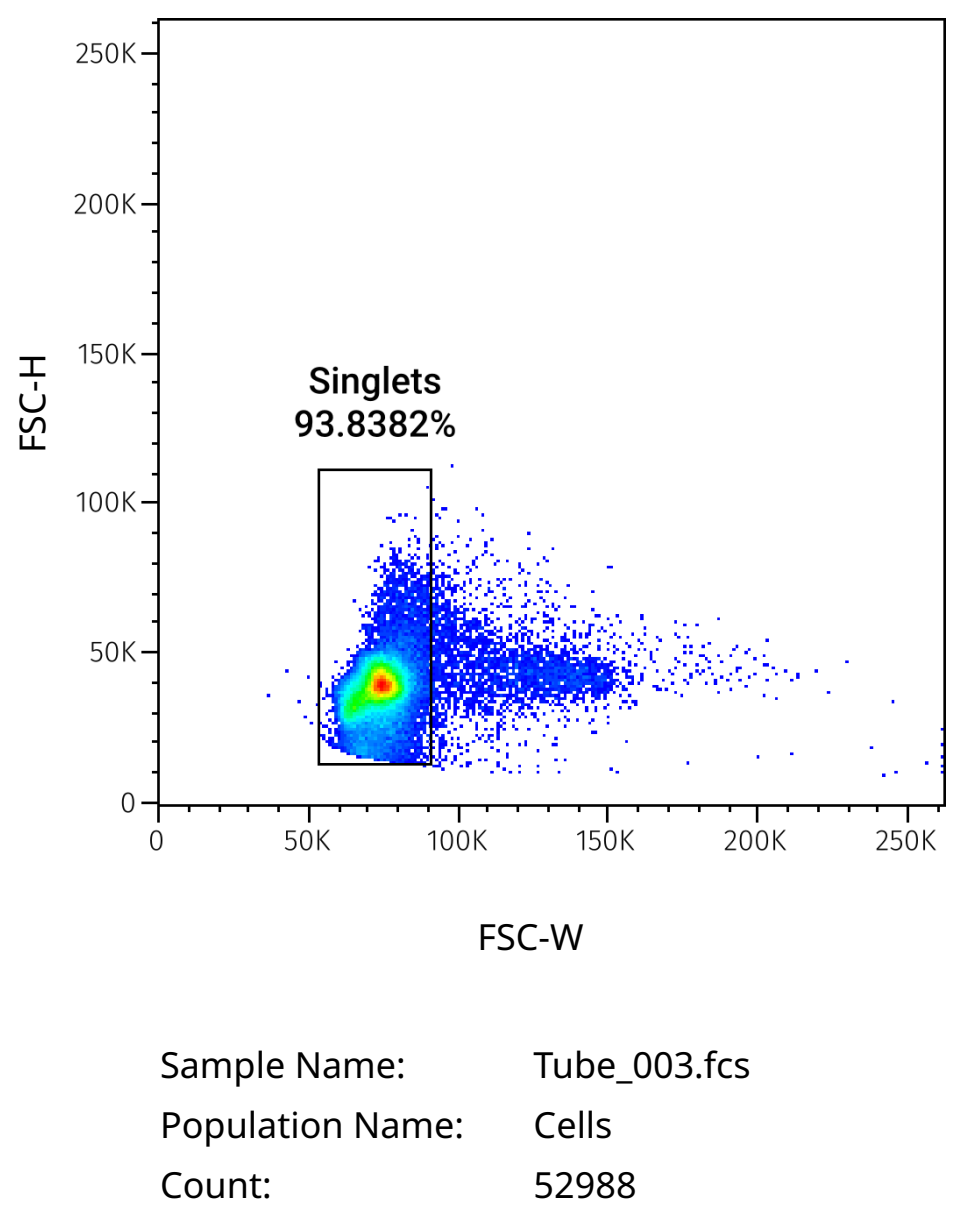 250K
200K
FSC-H
150K
Singlets
93.8382%
100K
50K
0
0 50K 100K 150K 200K 250K
FSC-W
Sample Name: Tube_003.fcs
Population Name: Cells
Count: 52988